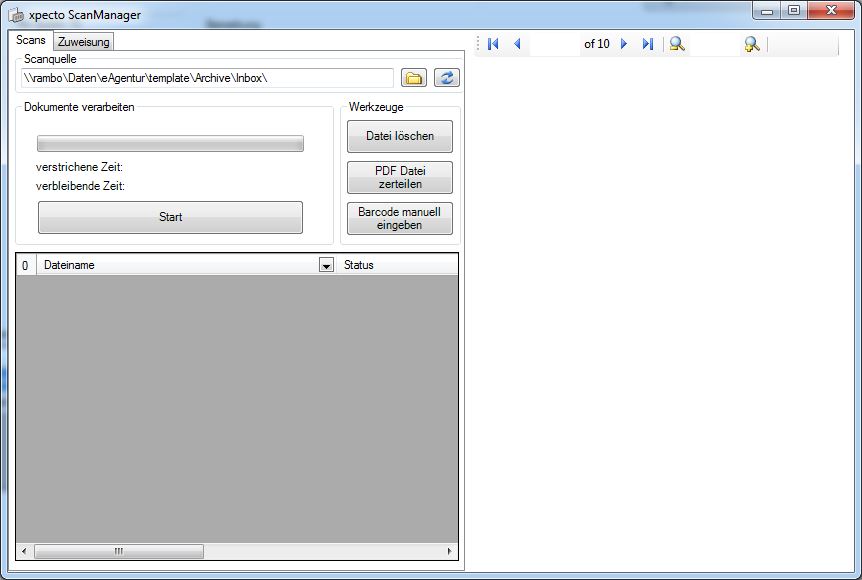 xpecto ScanManager
Scans
Zuweisung
Scanquelle
\\rambo\Daten\eAgentur\template\Archive\Inbox\
of 10
Dokumente verarbeiten
verstrichene Zeit:
verbleibende Zeit:
Start
Werkzeuge
Datei löschen
PDF Datei
zerteilen
Barcode manuell
eingeben
0 Dateiname Status